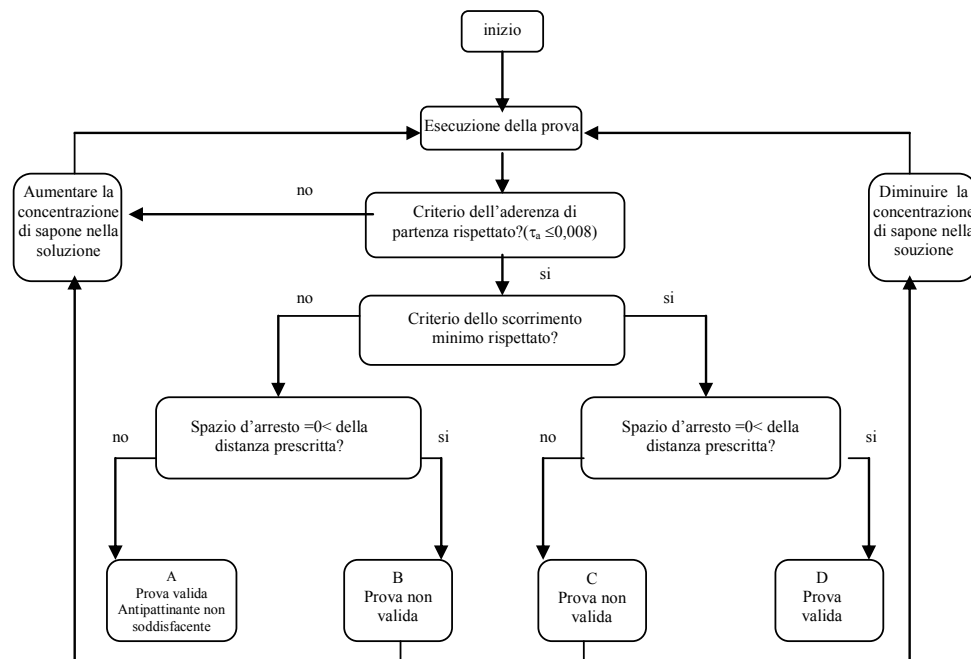 inizio
Esecuzione della prova
Aumentare la
concentrazione
di sapone nella
soluzione
no
Criterio dell’aderenza di
partenza rispettato?(τa ≤0,008)
Diminuire la
concentrazione
di sapone nella
souzione
si
no
Criterio dello scorrimento
minimo rispettato?
si
no
Spazio d’arresto =0< della
distanza prescritta?
si
no
Spazio d’arresto =0< della
distanza prescritta?
si
A
Prova valida
Antipattinante non
soddisfacente
B
Prova non
valida
C
Prova non
valida
D
Prova
valida